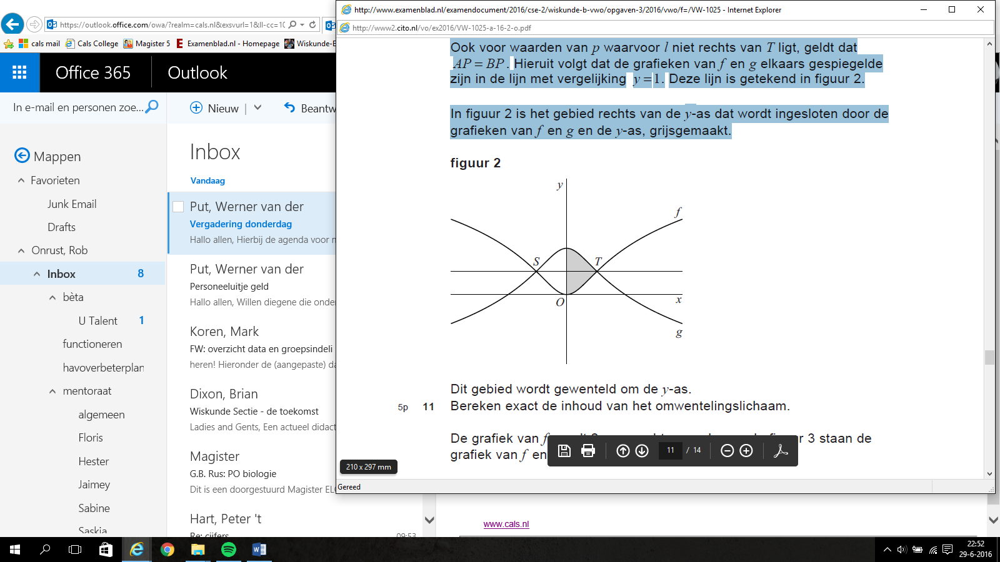 http://www.examenblad.nl/examendocument/2016/cse-2/wiskunde-b-vwo/opgaven-3/2016/vwo/f=/VW-1025 - Internet Explorer
https://outlook.office.com/owa/?realm=cals.nl&exsvurl=1&ll-cc=1
http://www2.cito.nl/vo/ex2016/VW-1025-a-16-2-o.pdf
cals mail
Cals College
Magister 5
Examenblad.nl - Homepage
Wiskunde-B
Office 365
Outlook
In e-mail en personen zoe...
Nieuw
Beantw
Mappen
Favorieten
Junk Email
Drafts
Onrust, Rob
Inbox 8
bèta
U Talent 1
functioneren
havoverbeterplan
mentoraat
algemeen
Floris
Hester
Jaimey
Sabine
Saskia
Inbox
Vandaag
Put, Werner van der
Vergadering donderdag
Hallo allen, Hierbij de agenda voor
Put, Werner van der
Personeeluitje geld
Hallo allen, Willen diegene die onde
Koren, Mark
FW: overzicht data en groepsindeli
heren! Hieronder de (aangepaste) da
Dixon, Brian
Wiskunde Sectie - de toekomst
Ladies and Gents, Een actueel didact
Magister
G.B. Rus: PO biologie
Dit is een doorgestuurd Magister EL
Hart, Peter 't
Re: cijfers
09:53
Ook voor waarden van p waarvoor l niet rechts van T ligt, geldt dat
AP = BP. Hieruit volgt dat de grafieken van f en g elkaars gespiegelde
zijn in de lijn met vergelijking y = 1. Deze lijn is getekend in figuur 2.
In figuur 2 is het gebied rechts van de y-as dat wordt ingesloten door de
grafieken van f en g en de y-as, grijsgemaakt.
figuur 2
y
f
S
T
O
x
g
Dit gebied wordt gewenteld om de y-as.
5p 11 Bereken exact de inhoud van het omwentelingslichaam.
De grafiek van f 3 staan de
grafiek van f en
11 / 14
210 x 297 mm
Gereed
www.cals.nl
22:52
29-6-2016